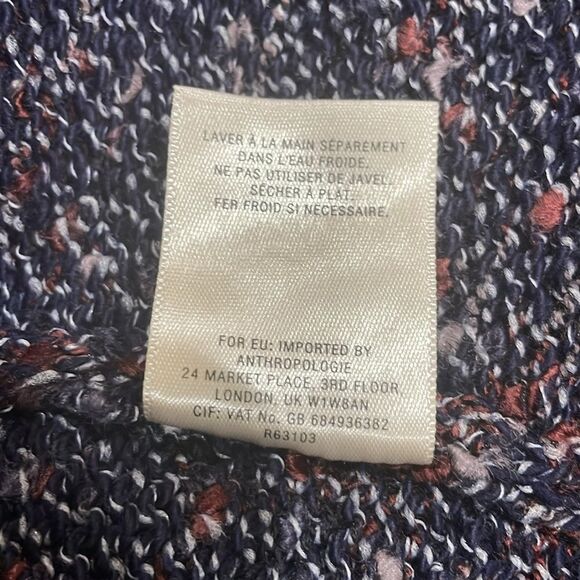 LAVER À LA MAIN SÉPAREMENT
DANS L'EAU FROIDE.
NE PAS UTILISER DE JAVEL.
SÉCHER À PLAT.
FER FROID SI NECESSAIRE.
FOR EU: IMPORTED BY
ANTHROPOLOGIE
24 MARKET PLACE, 3RD FLOOR,
LONDON, UK W1W8AN
CIF: VAT No. GB 684936382
R63103